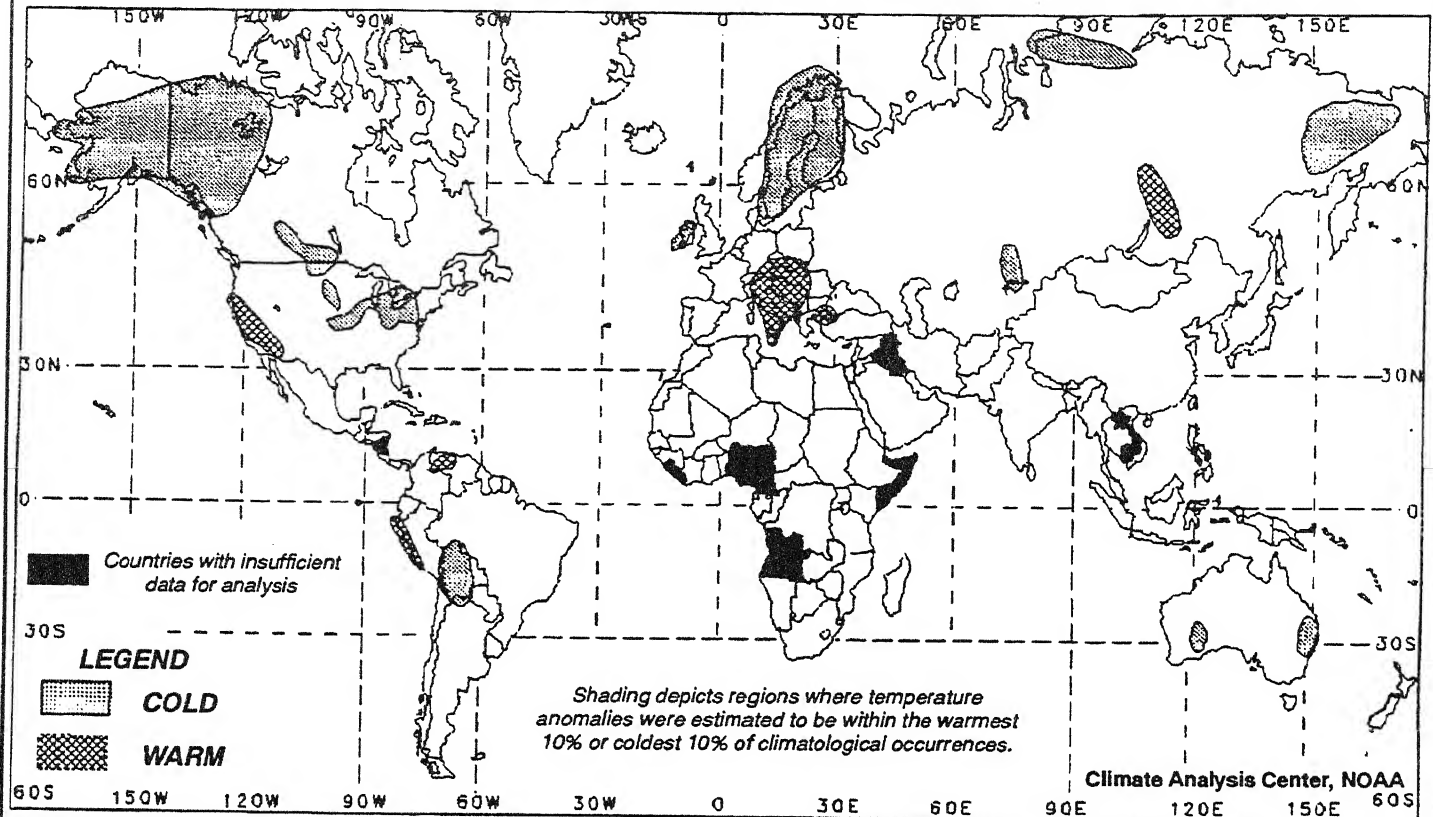 150W 120W 90W 60W 30W 0 30E 60E 90E 120E 150E
60N 60N
30N 30N
0 0
Countries with insufficient
data for analysis
30S 30S
LEGEND
COLD
WARM
Shading depicts regions where temperature
anomalies were estimated to be within the warmest
10% or coldest 10% of climatological occurrences.
Climate Analysis Center, NOAA
60S 150W 120W 90W 60W 0 30E 60E 90E 120E 150E 60S